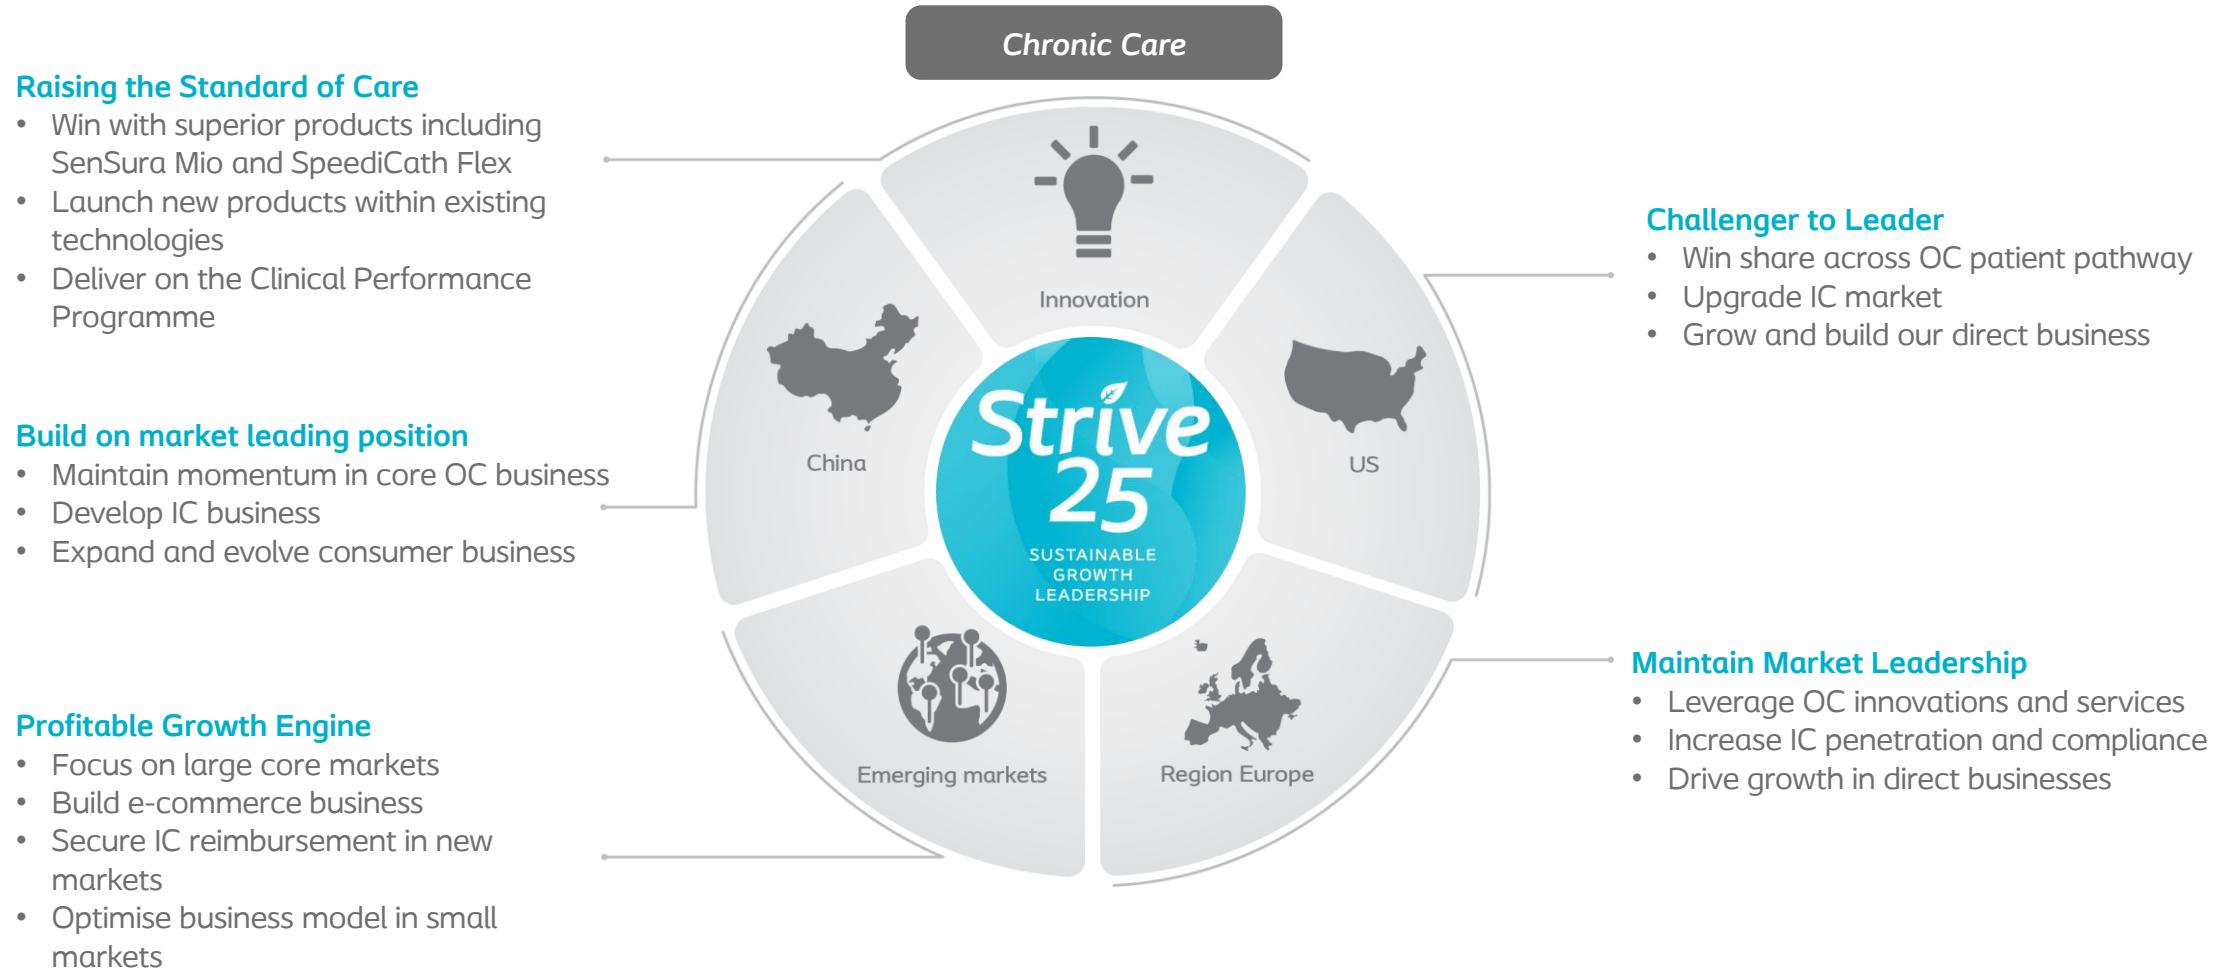 Chronic Care
Raising the Standard of Care
• Win with superior products including
SenSura Mio and SpeediCath Flex
• Launch new products within existing
technologies
• Deliver on the Clinical Performance
Programme
Build on market leading position
• Maintain momentum in core OC business
• Develop IC business
• Expand and evolve consumer business
Profitable Growth Engine
• Focus on large core markets
• Build e-commerce business
• Secure IC reimbursement in new
markets
• Optimise business model in small
markets
Innovation
China
US
Strive
25
SUSTAINABLE
GROWTH
LEADERSHIP
Emerging markets
Region Europe
Challenger to Leader
• Win share across OC patient pathway
• Upgrade IC market
• Grow and build our direct business
Maintain Market Leadership
• Leverage OC innovations and services
• Increase IC penetration and compliance
• Drive growth in direct businesses